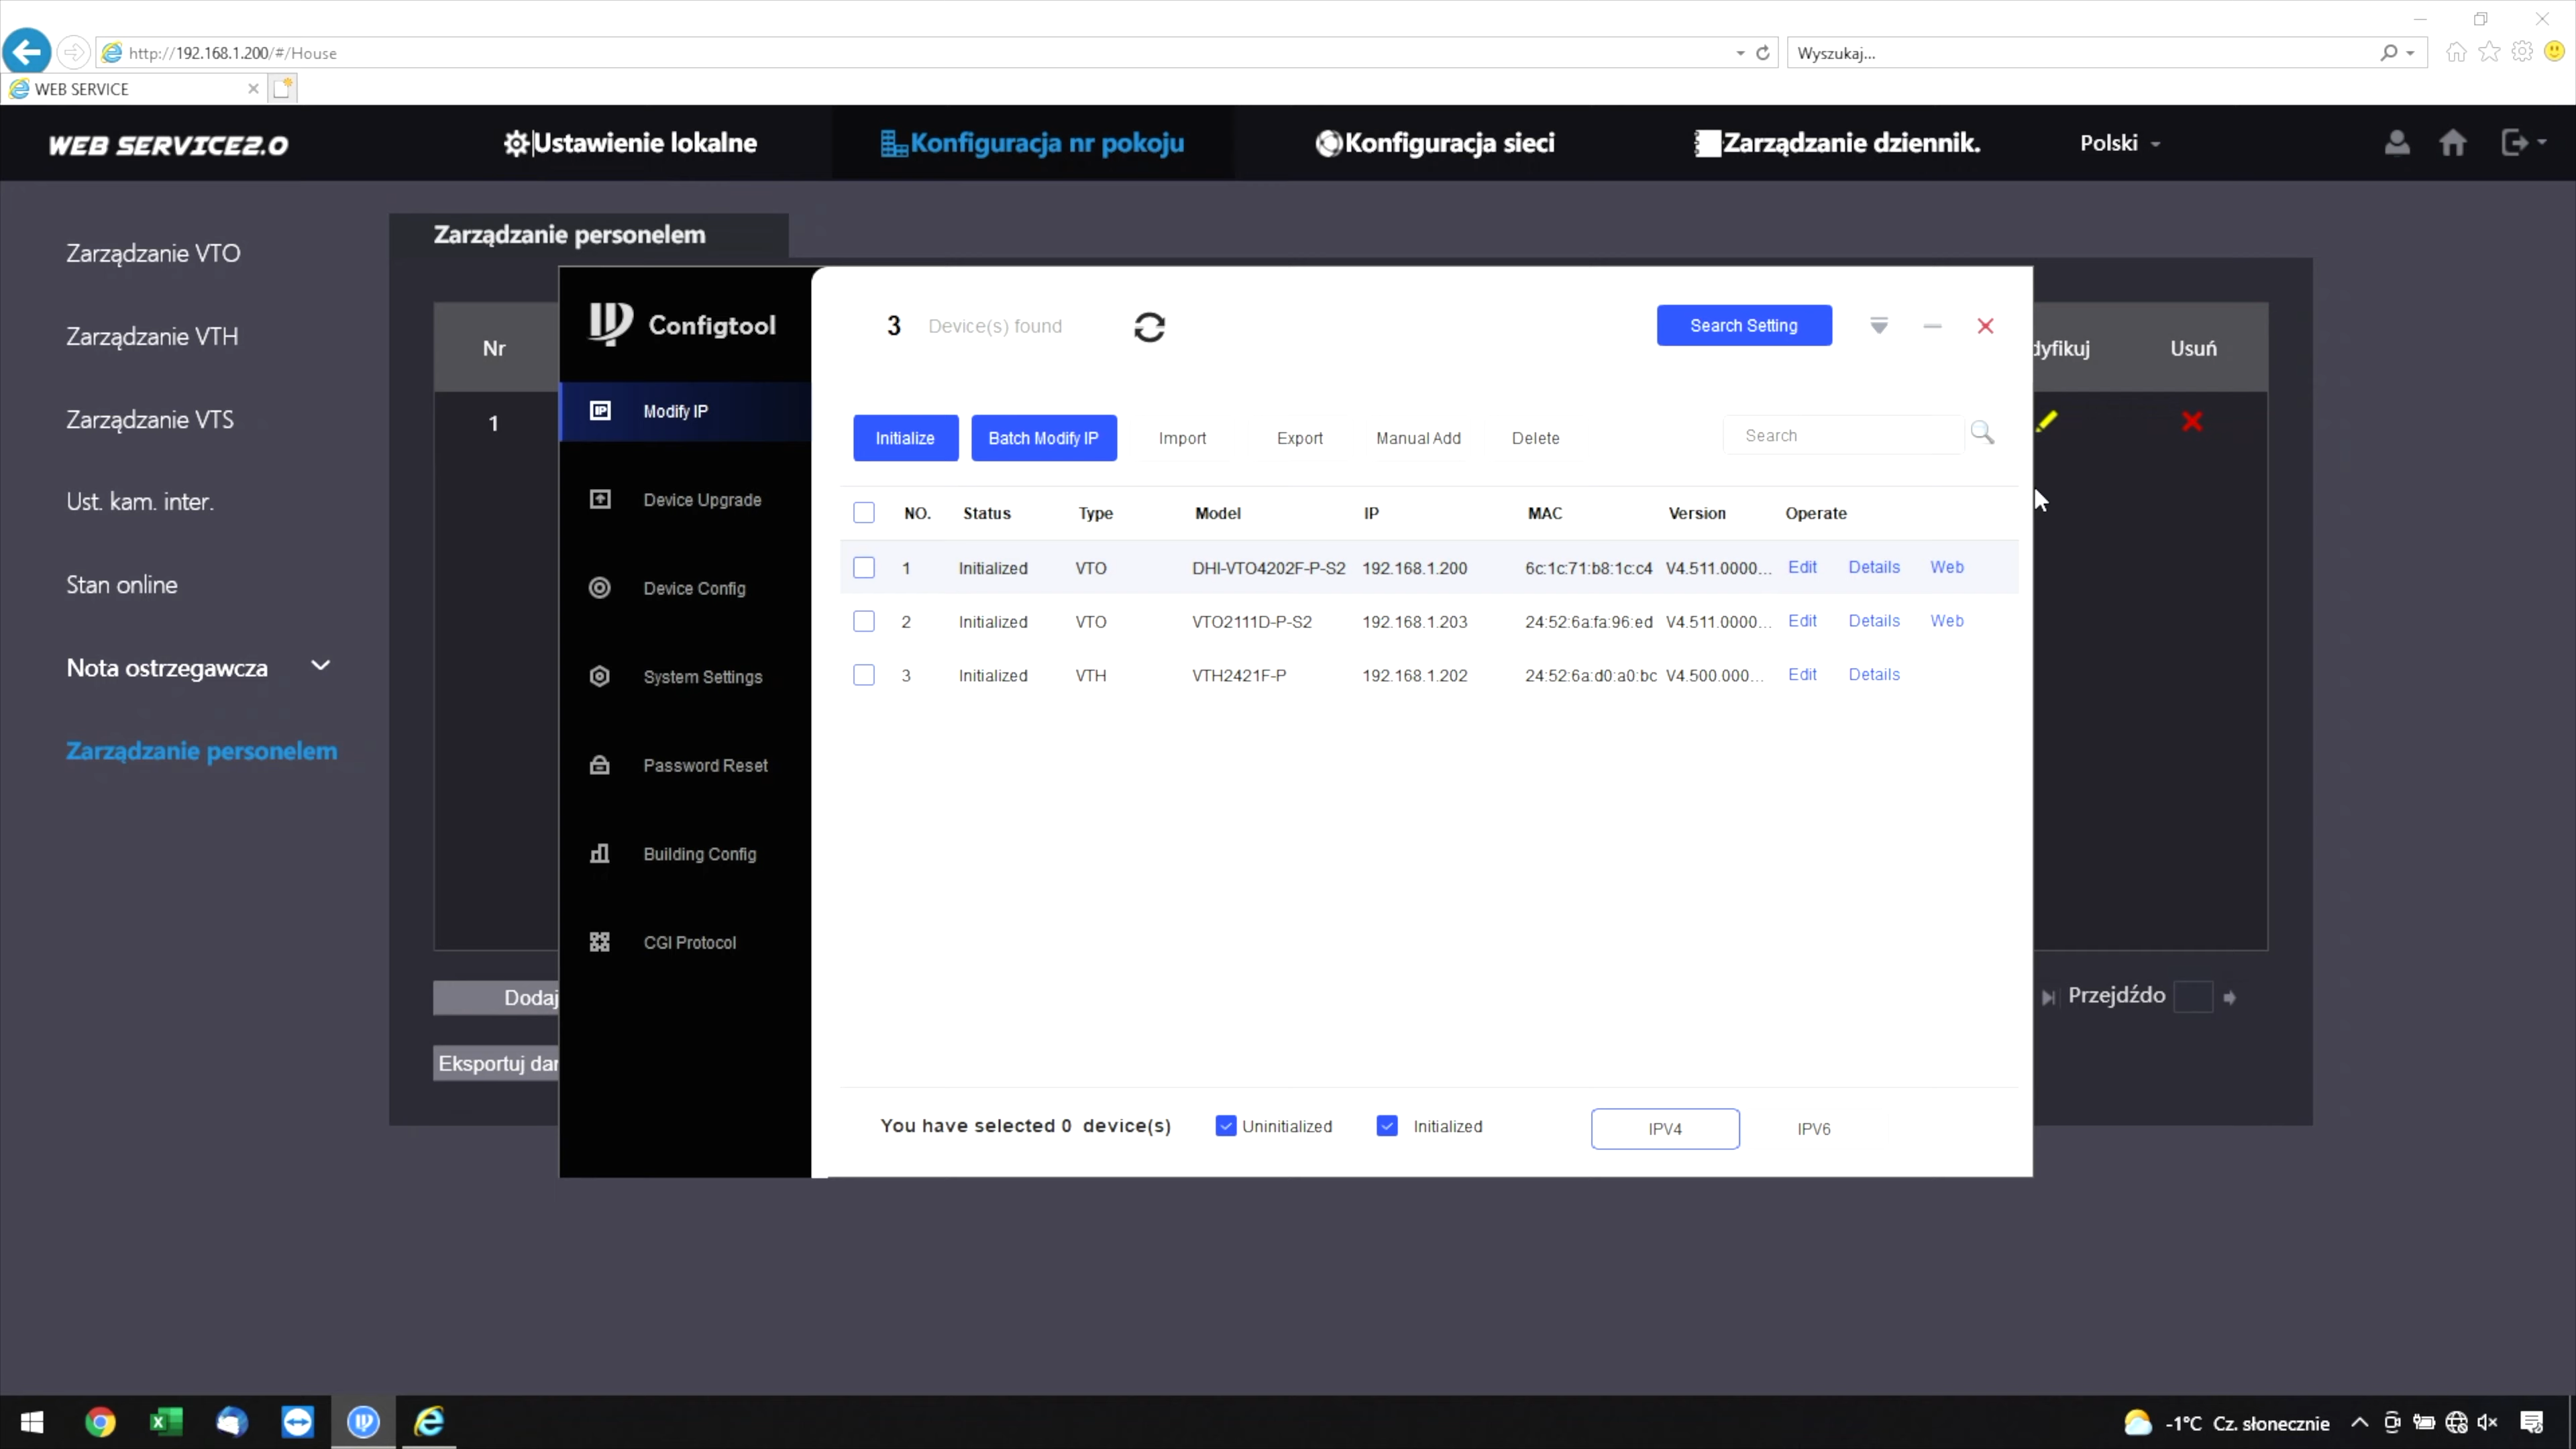 http://192.168.1.200/#/House
Wyszukaj...
WEB SERVICE
WEB SERVICE2.0
Ustawienie lokalne
Konfiguracja nr pokoju
Konfiguracja sieci
Zarządzanie dziennik.
Polski
Zarządzanie VTO
Zarządzanie VTH
Zarządzanie VTS
Ust. kam. inter.
Stan online
Nota ostrzegawcza
Zarządzanie personelem
Zarządzanie personelem
Nr
dyfikuj
Usuń
1
Dodaj
Eksportuj dan
Przejdźdo
Configtool
Modify IP
Device Upgrade
Device Config
System Settings
Password Reset
Building Config
CGI Protocol
3 Device(s) found
Search Setting
Initialize Batch Modify IP Import Export Manual Add Delete Search
NO. Status Type Model IP MAC Version Operate
1 Initialized VTO DHI-VTO4202F-P-S2 192.168.1.200 6c:1c:71:b8:1c:c4 V4.511.0000... Edit Details Web
2 Initialized VTO VTO2111D-P-S2 192.168.1.203 24:52:6a:fa:96:ed V4.511.0000... Edit Details Web
3 Initialized VTH VTH2421F-P 192.168.1.202 24:52:6a:d0:a0:bc V4.500.000... Edit Details
You have selected 0 device(s) Uninitialized Initialized IPV4 IPV6
-1°C Cz. słonecznie